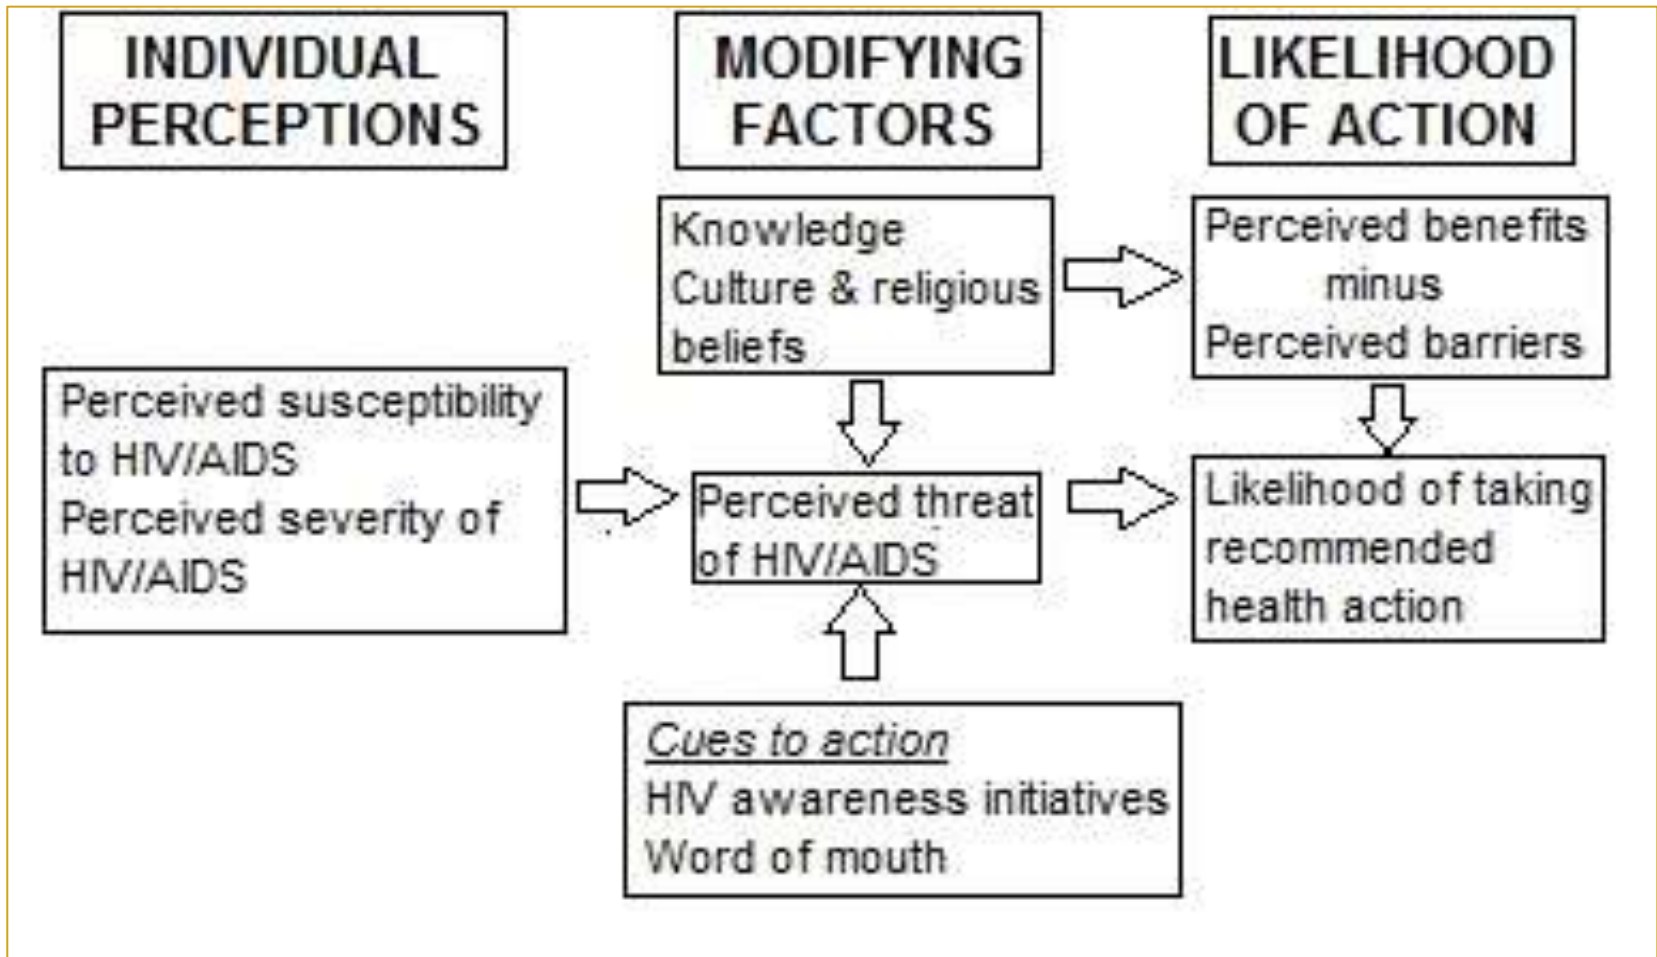 INDIVIDUAL
PERCEPTIONS
MODIFYING
FACTORS
LIKELIHOOD
OF ACTION
Knowledge
Culture & religious
beliefs
Perceived benefits
minus
Perceived barriers
Perceived susceptibility
to HIV/AIDS
Perceived severity of
HIV/AIDS
Perceived threat
of HIV/AIDS
Likelihood of taking
recommended
health action
Cues to action
HIV awareness initiatives
Word of mouth